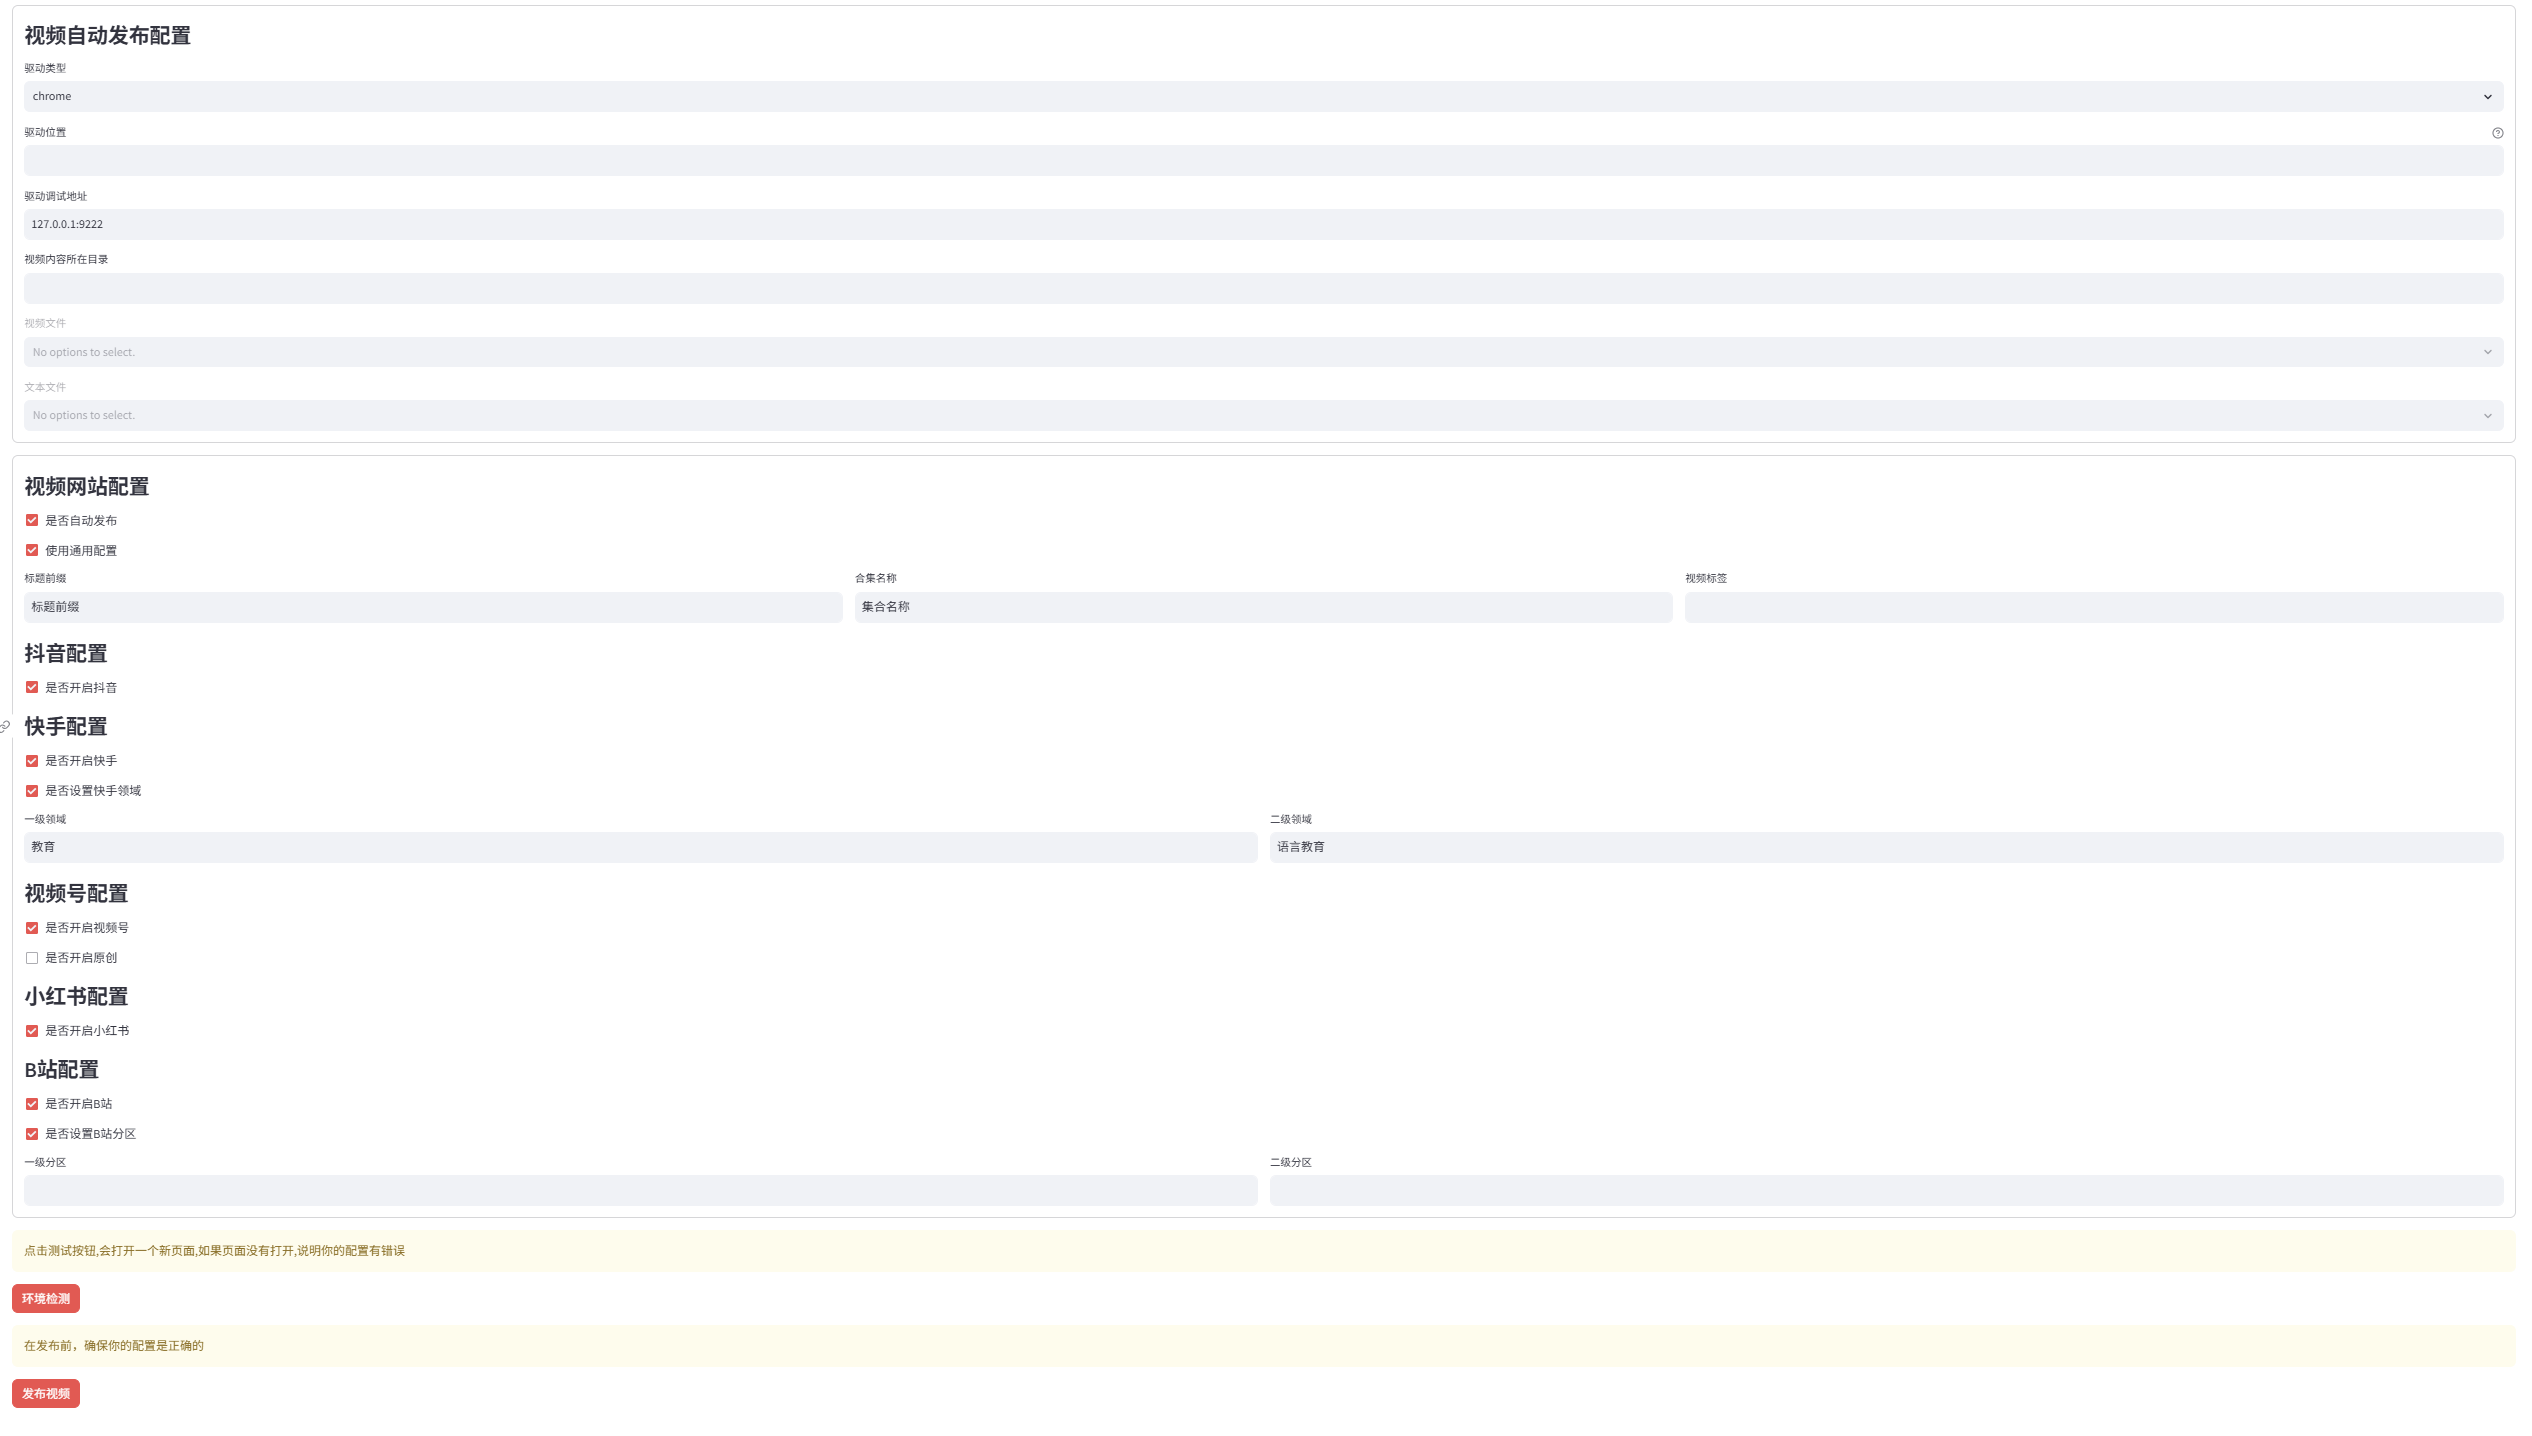 视频自动发布配置
驱动类型
chrome
驱动位置
驱动调试地址
127.0.0.1:9222
视频内容所在目录
视频文件
No options to select.
文本文件
No options to select.
视频网站配置
是否自动发布
使用通用配置
标题前缀 合集名称 视频标签
标题前缀 集合名称
抖音配置
是否开启抖音
快手配置
是否开启快手
是否设置快手领域
一级领域 二级领域
教育 语言教育
视频号配置
是否开启视频号
是否开启原创
小红书配置
是否开启小红书
B站配置
是否开启B站
是否设置B站分区
一级分区 二级分区
点击测试按钮,会打开一个新页面,如果页面没有打开,说明你的配置有错误
环境检测
在发布前，确保你的配置是正确的
发布视频